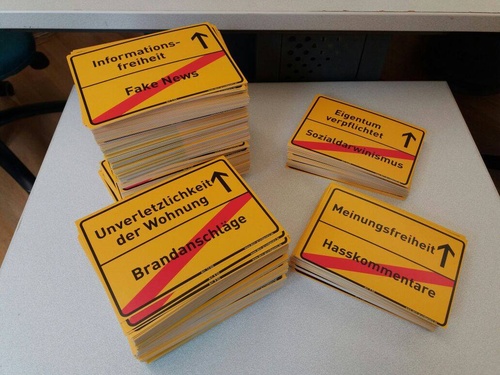 Informations-
freiheit
Fake News
Eigentum
verpflichtet
Sozialdarwinismus
Unverletzlichkeit
der Wohnung
Brandanschläge
Meinungsfreiheit
Hasskommentare